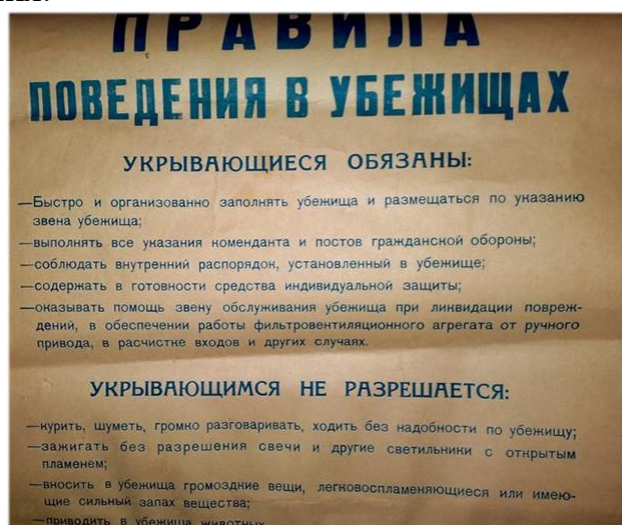 ПРАВИЛА
ПОВЕДЕНИЯ В УБЕЖИЩАХ
УКРЫВАЮЩИЕСЯ ОБЯЗАНЫ:
—Быстро и организованно заполнять убежища и размещаться по указанию
звена убежища;
—выполнять все указания коменданта и постов гражданской обороны;
—соблюдать внутренний распорядок, установленный в убежище;
—содержать в готовности средства индивидуальной защиты;
—оказывать помощь звену обслуживания убежища при ликвидации повреж-
дений, в обеспечении работы фильтровентиляционного агрегата от ручного
привода, в расчистке входов и других случаях.
УКРЫВАЮЩИМСЯ НЕ РАЗРЕШАЕТСЯ:
—курить, шуметь, громко разговаривать, ходить без надобности по убежищу;
—зажигать без разрешения свечи и другие светильники с открытым
пламенем;
—вносить в убежища громоздкие вещи, легковоспламеняющиеся или имею-
щие сильный запах вещества;
—приводить в убежища животных